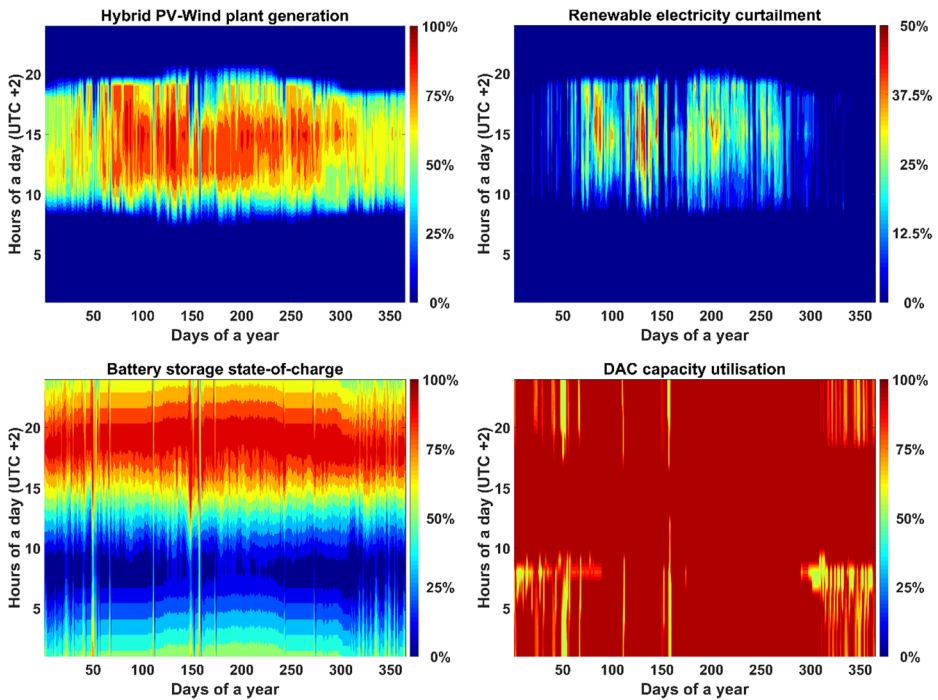 Hybrid PV-Wind plant generation
Hours of a day (UTC +2)
20
15
10
5
50 100 150 200 250 300 350
Days of a year
100%
75%
50%
25%
0%
Renewable electricity curtailment
Hours of a day (UTC +2)
20
15
10
5
50 100 150 200 250 300 350
Days of a year
50%
37.5%
25%
12.5%
0%
Battery storage state-of-charge
Hours of a day (UTC +2)
20
15
10
5
50 100 150 200 250 300 350
Days of a year
100%
75%
50%
25%
0%
DAC capacity utilisation
Hours of a day (UTC +2)
20
15
10
5
50 100 150 200 250 300 350
Days of a year
100%
75%
50%
25%
0%